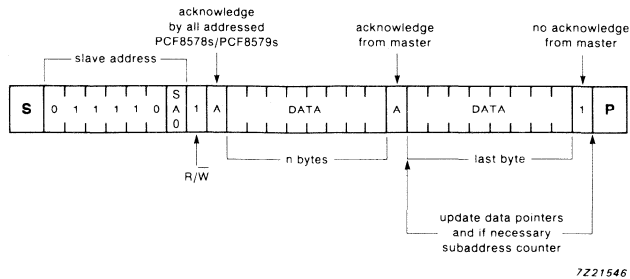 acknowledge
by all addressed
PCF8578s/PCF8579s
acknowledge
from master
no acknowledge
from master
slave address
S 0 1 1 1 1 0 S A 0 1 A DATA A DATA 1 P
R/W
n bytes
last byte
update data pointers
and if necessary
subaddress counter
7Z21546